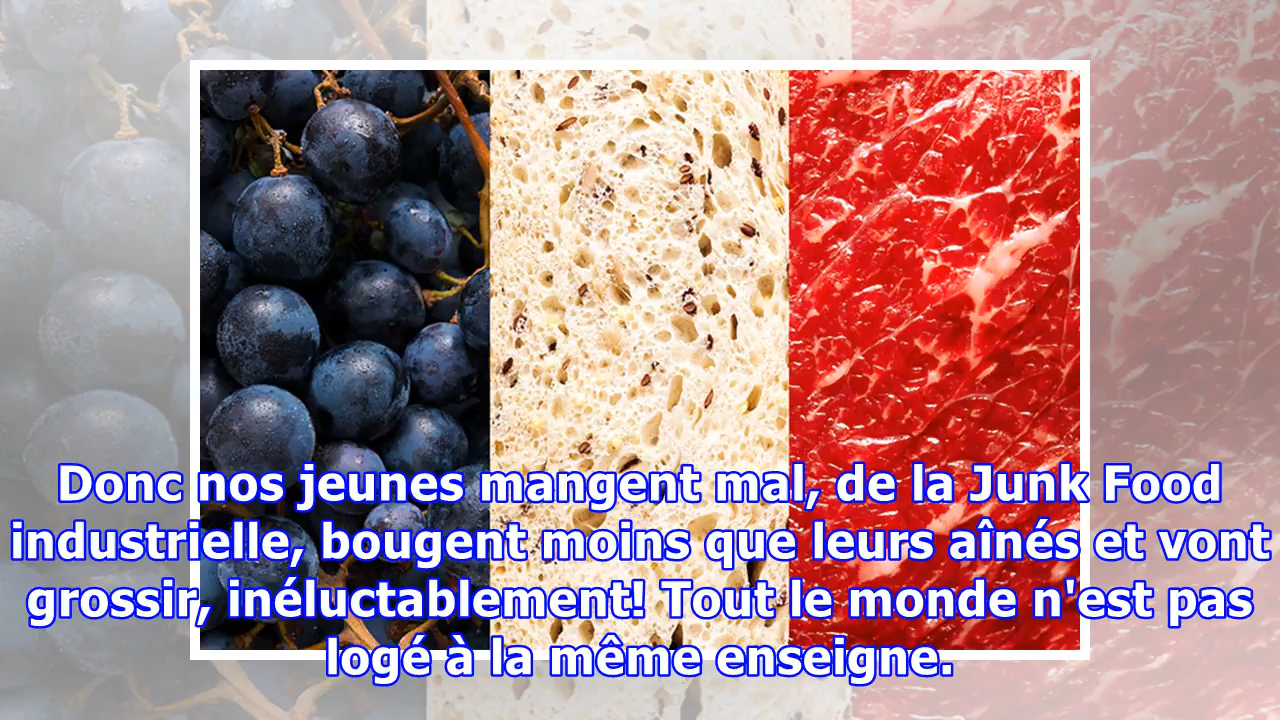 Donc nos jeunes mangent mal, de la Junk Food
industrielle, bougent moins que leurs aînés et vont
grossir, inéluctablement! Tout le monde n'est pas
logé à la même enseigne.